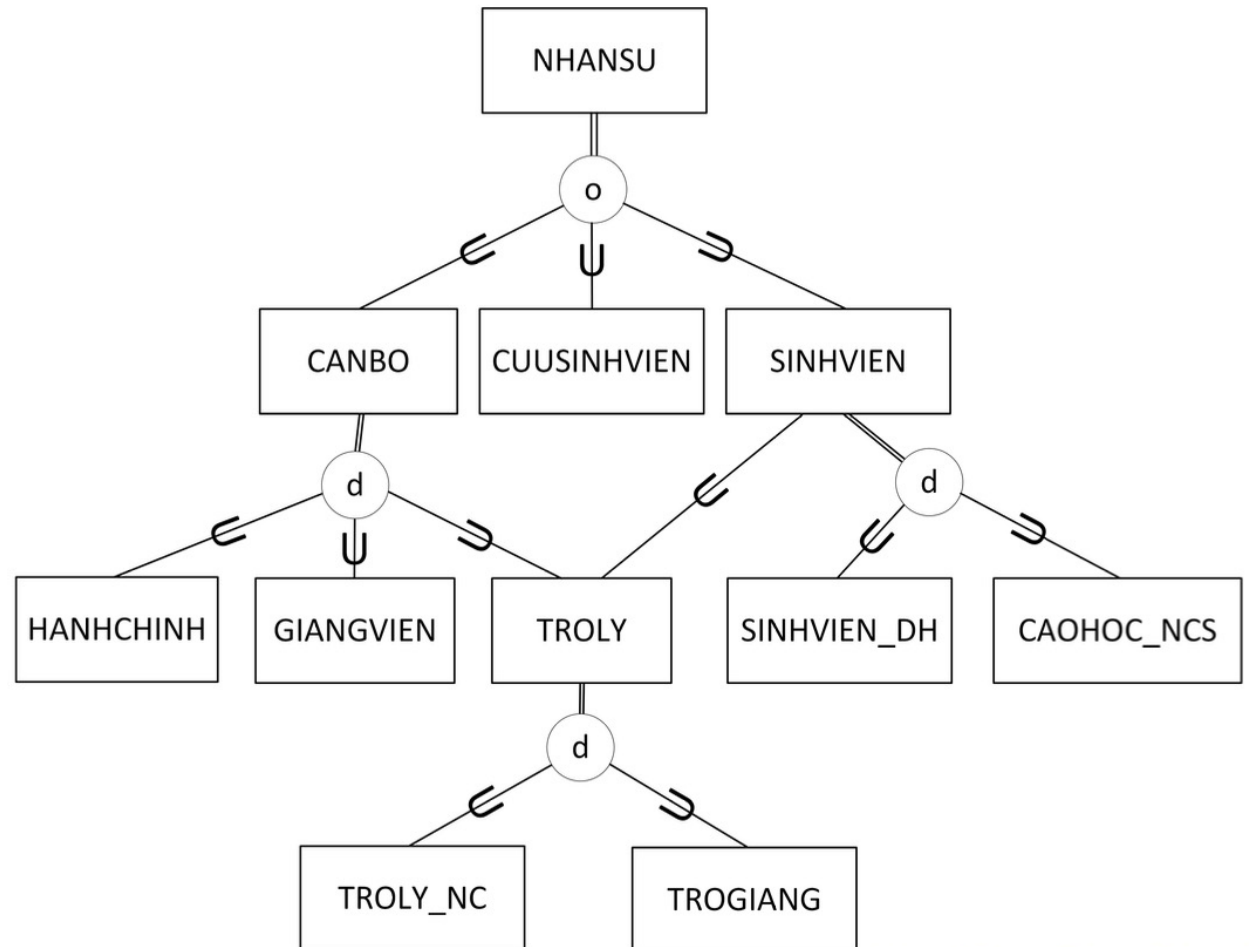 NHANSU
o
CANBO
CUUSINHVIEN
SINHVIEN
d
d
HANHCHINH
GIANGVIEN
TROLY
SINHVIEN_DH
CAOHOC_NCS
d
TROLY_NC
TROGIANG